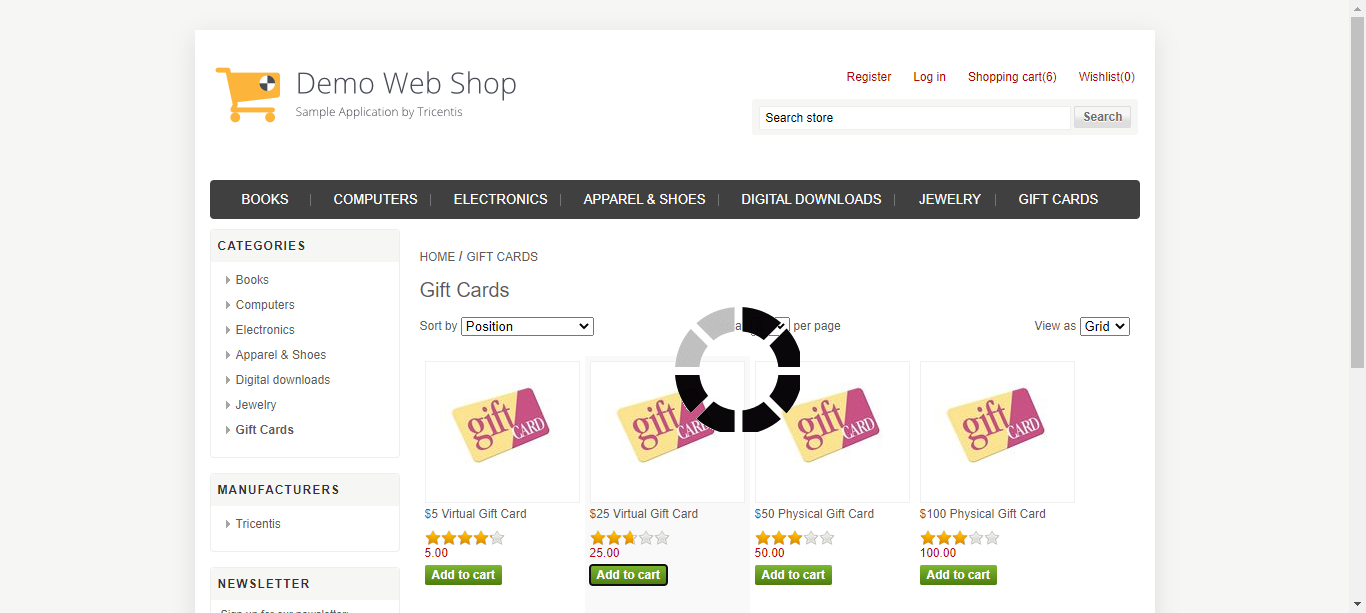 Demo Web Shop
Sample Application by Tricentis
Register Log in Shopping cart(6) Wishlist(0)
Search store Search
BOOKS COMPUTERS ELECTRONICS APPAREL & SHOES DIGITAL DOWNLOADS JEWELRY GIFT CARDS
CATEGORIES
Books
Computers
Electronics
Apparel & Shoes
Digital downloads
Jewelry
Gift Cards
MANUFACTURERS
Tricentis
NEWSLETTER
Sign up for our newsletter:
HOME / GIFT CARDS
Gift Cards
Sort by Position per page View as Grid
gift CARD gift CARD gift CARD gift CARD
$5 Virtual Gift Card $25 Virtual Gift Card $50 Physical Gift Card $100 Physical Gift Card
5.00 25.00 50.00 100.00
Add to cart Add to cart Add to cart Add to cart